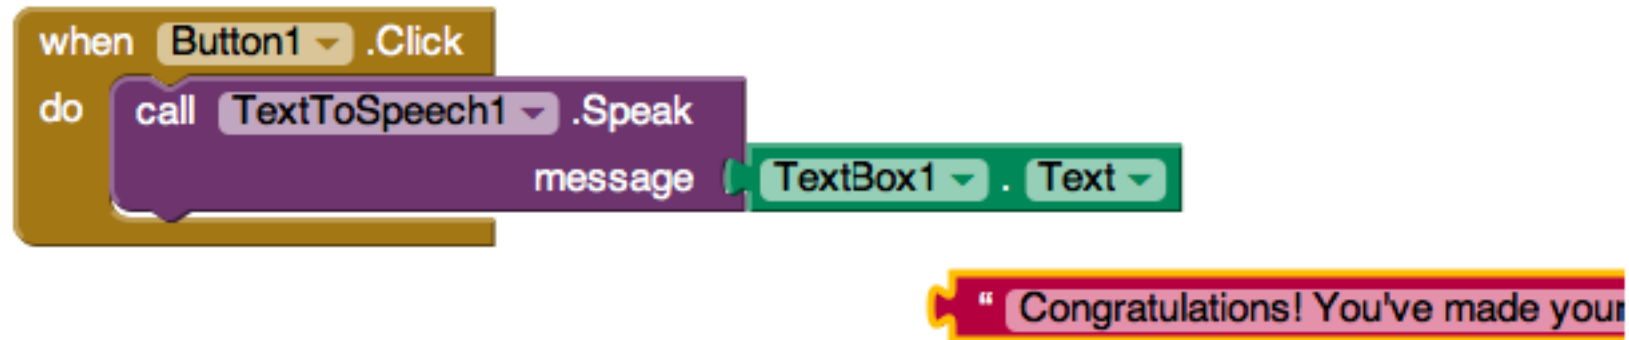 when Button1 .Click
do call TextToSpeech1 .Speak
message TextBox1 . Text
“ Congratulations! You've made your